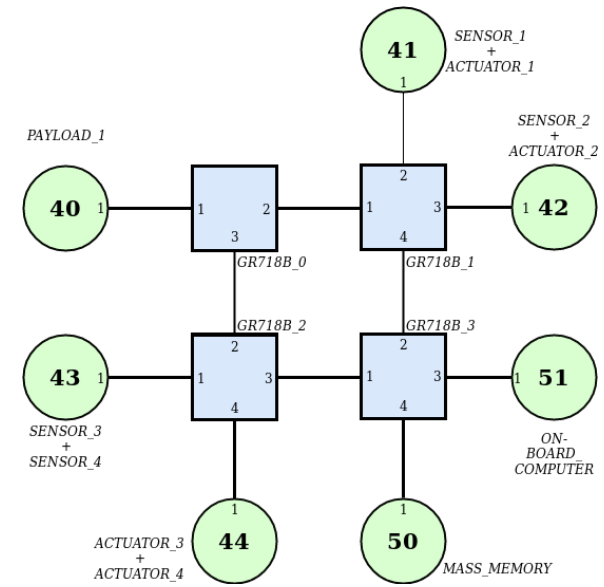 41
1
SENSOR_1
+
ACTUATOR_1
SENSOR_2
+
ACTUATOR_2
PAYLOAD_1
40 1
1 2
3
GR718B_0
2
1 3
4
GR718B_1
1 42
GR718B_2
GR718B_3
43 1
2
1 3
4
2
1 3
4
1 51
SENSOR_3
+
SENSOR_4
ON-
BOARD_
COMPUTER
1
44
ACTUATOR_3
+
ACTUATOR_4
1
50
MASS_MEMORY